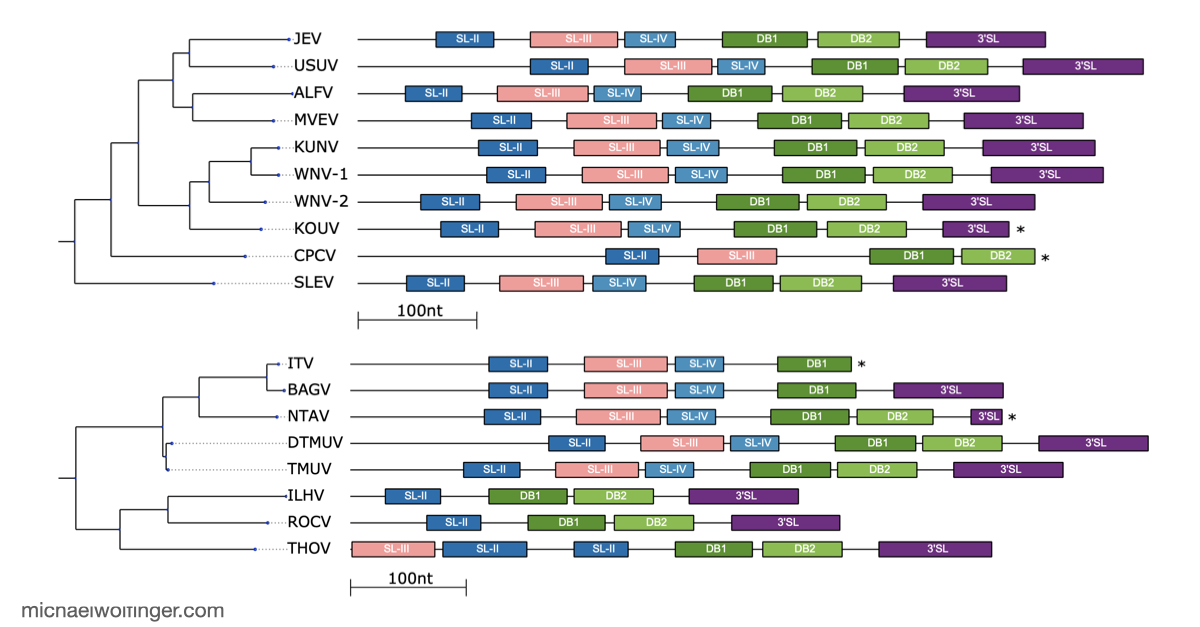 JEV SL-II SL-III SL-IV DB1 DB2 3'SL
USUV SL-II SL-III SL-IV DB1 DB2 3'SL
ALFV SL-II SL-III SL-IV DB1 DB2 3'SL
MVEV SL-II SL-III SL-IV DB1 DB2 3'SL
KUNV SL-II SL-III SL-IV DB1 DB2 3'SL
WNV-1 SL-II SL-III SL-IV DB1 DB2 3'SL
WNV-2 SL-II SL-III SL-IV DB1 DB2 3'SL
KOUV SL-II SL-III SL-IV DB1 DB2 3'SL *
CPCV SL-II SL-III DB1 DB2 *
SLEV SL-II SL-III SL-IV DB1 DB2 3'SL
100nt
ITV SL-II SL-III SL-IV DB1 *
BAGV SL-II SL-III SL-IV DB1 3'SL
NTAV SL-II SL-III SL-IV DB1 DB2 3'SL *
DTMUV SL-II SL-III SL-IV DB1 DB2 3'SL
TMUV SL-II SL-III SL-IV DB1 DB2 3'SL
ILHV SL-II DB1 DB2 3'SL
ROCV SL-II DB1 DB2 3'SL
THOV SL-III SL-II SL-II DB1 DB2 3'SL
100nt
michaelwolfinger.com